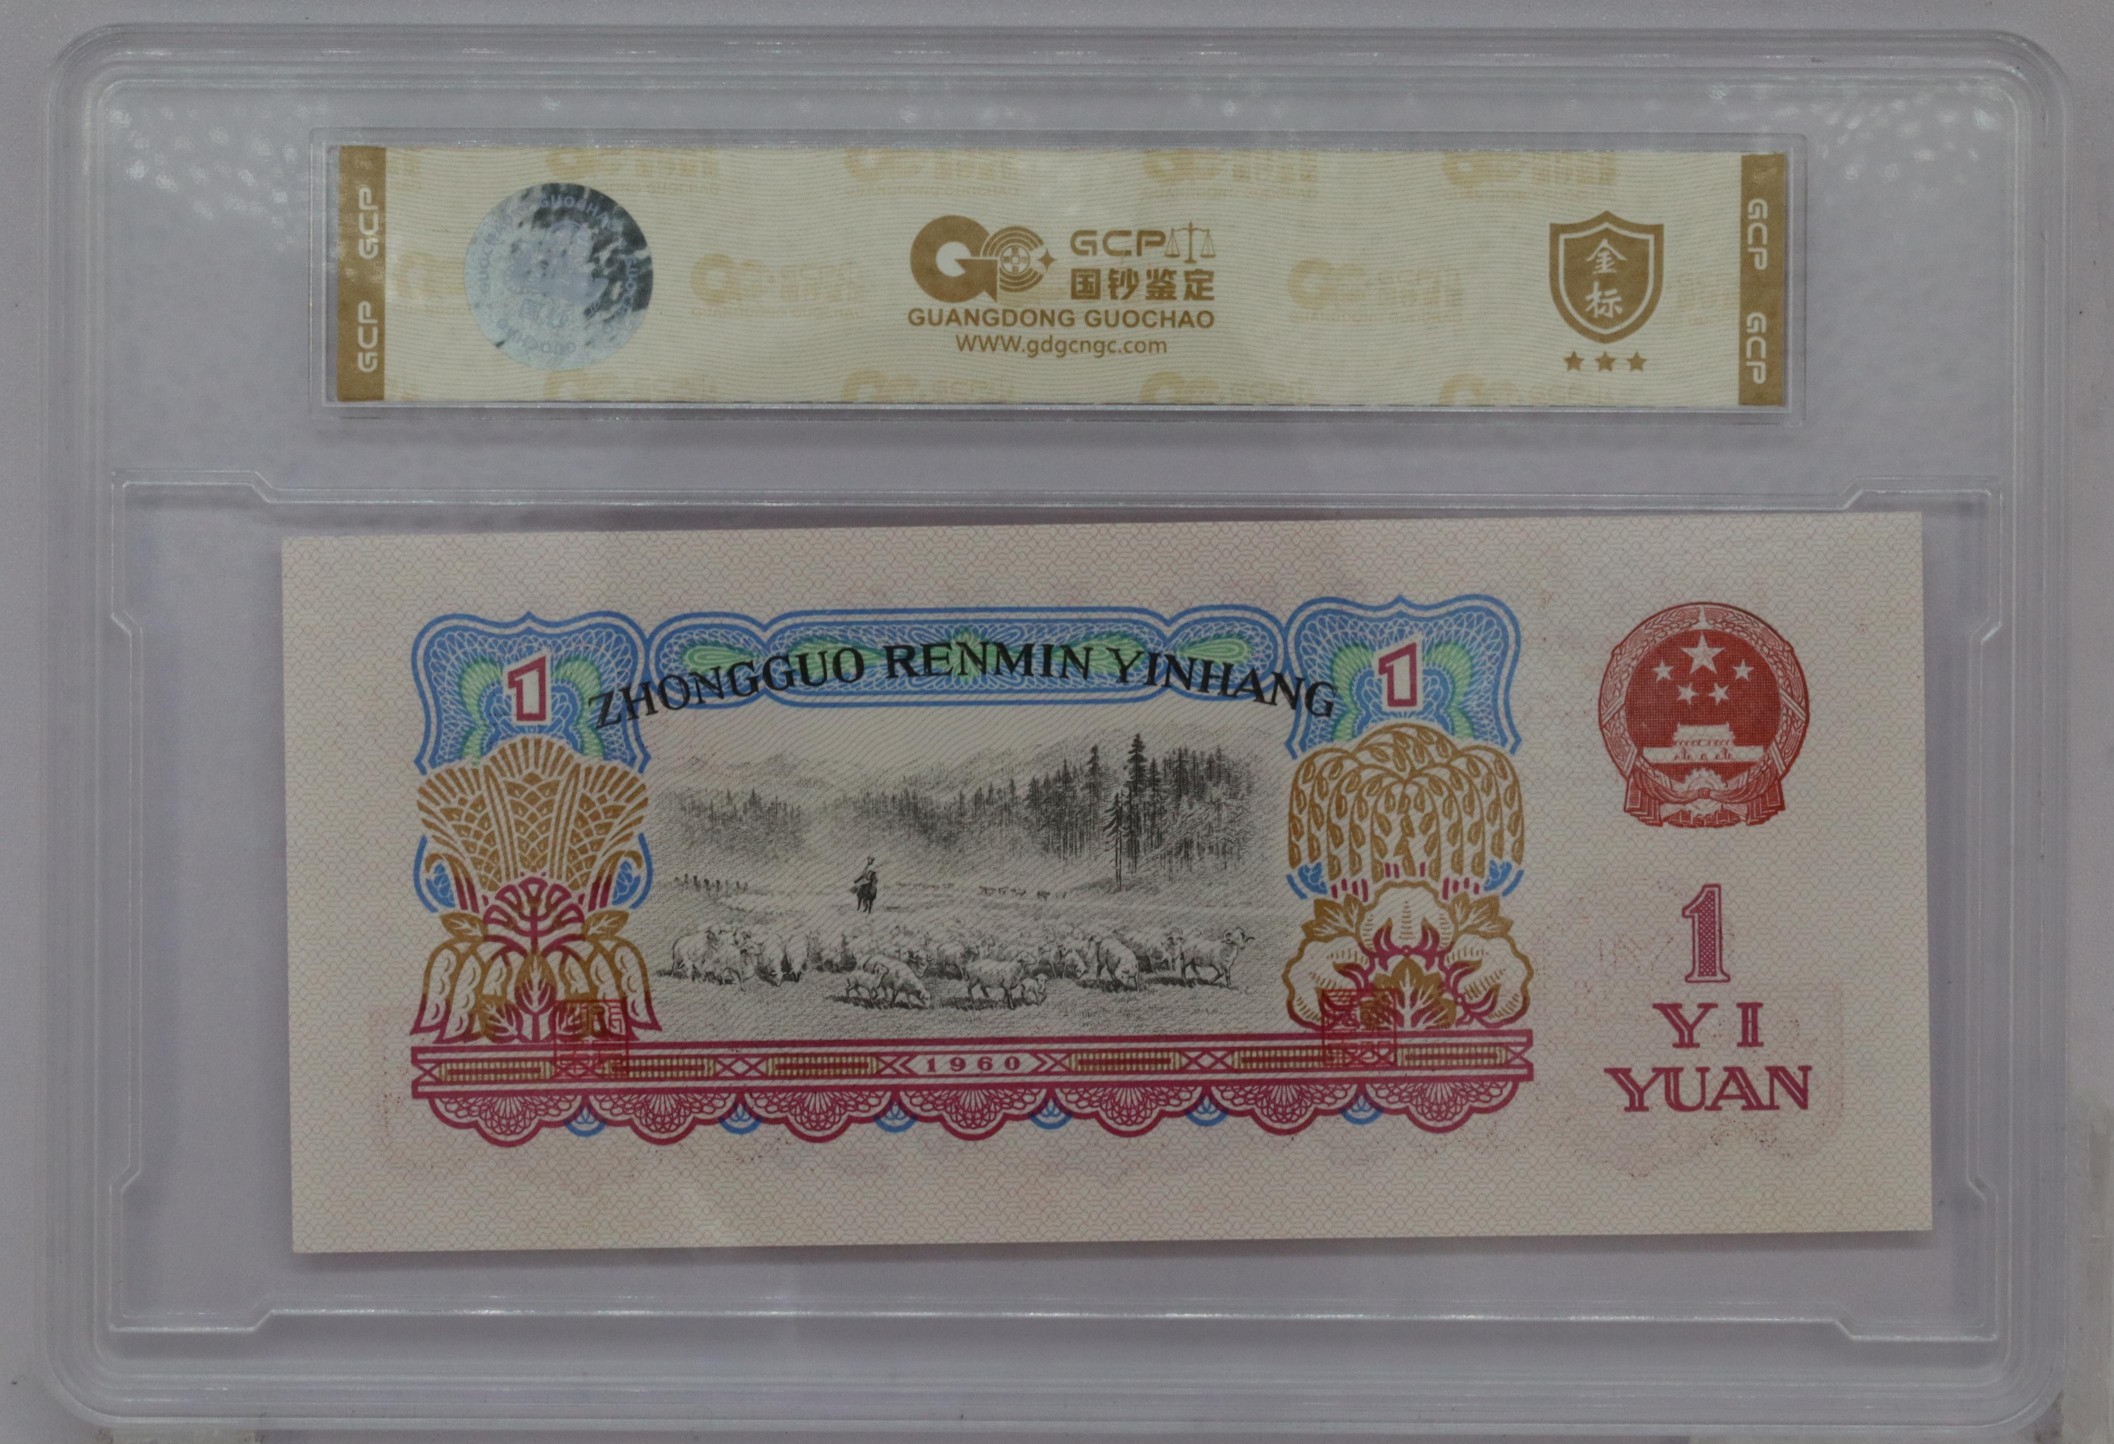 GCP GCP
GCP
国钞鉴定
GUANGDONG GUOCHAO
WWW.gdgcngc.com
金标
GCP GCP
ZHONGGUO RENMIN YINHANG
1
1
1960
1
YI
YUAN